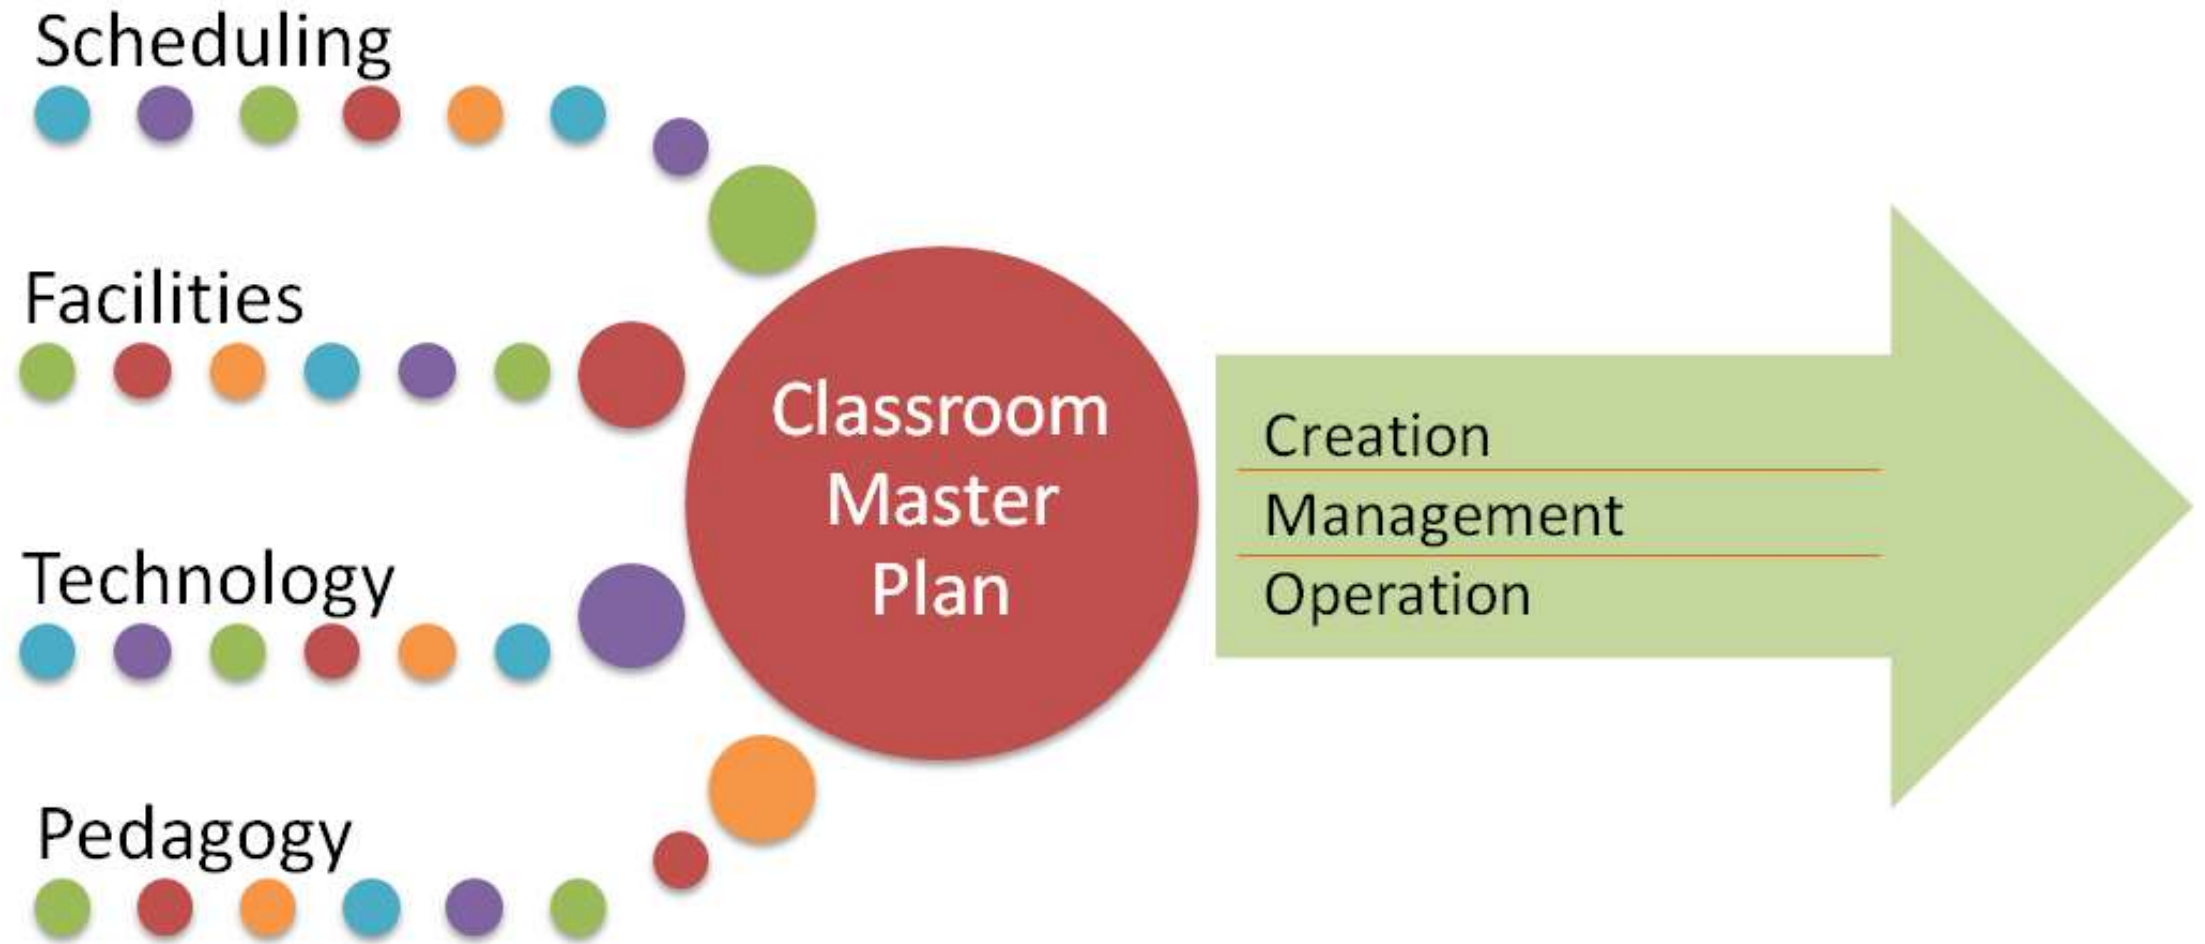 Scheduling
Facilities
Technology
Pedagogy
Classroom
Master
Plan
Creation
Management
Operation